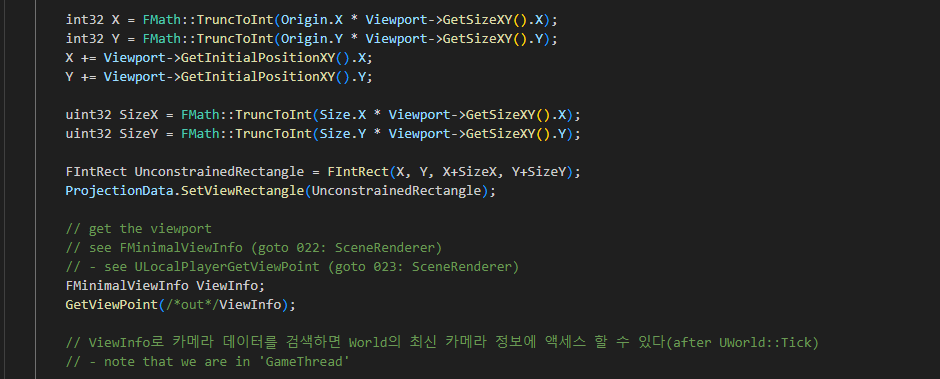 int32 X = FMath::TruncToInt(Origin.X * Viewport->GetSizeXY().X);
int32 Y = FMath::TruncToInt(Origin.Y * Viewport->GetSizeXY().Y);
X += Viewport->GetInitialPositionXY().X;
Y += Viewport->GetInitialPositionXY().Y;
uint32 SizeX = FMath::TruncToInt(Size.X * Viewport->GetSizeXY().X);
uint32 SizeY = FMath::TruncToInt(Size.Y * Viewport->GetSizeXY().Y);
FIntRect UnconstrainedRectangle = FIntRect(X, Y, X+SizeX, Y+SizeY);
ProjectionData.SetViewRectangle(UnconstrainedRectangle);
// get the viewport
// see FMinimalViewInfo (goto 022: SceneRenderer)
// - see ULocalPlayerGetViewPoint (goto 023: SceneRenderer)
FMinimalViewInfo ViewInfo;
GetViewPoint(/*out*/ViewInfo);
// ViewInfo로 카메라 데이터를 검색하면 World의 최신 카메라 정보에 액세스 할 수 있다(after UWorld::Tick)
// - note that we are in 'GameThread'